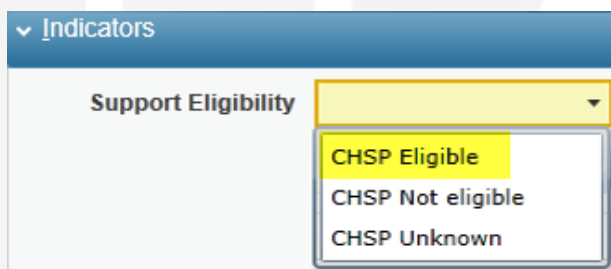 Indicators
Support Eligibility
CHSP Eligible
CHSP Not eligible
CHSP Unknown